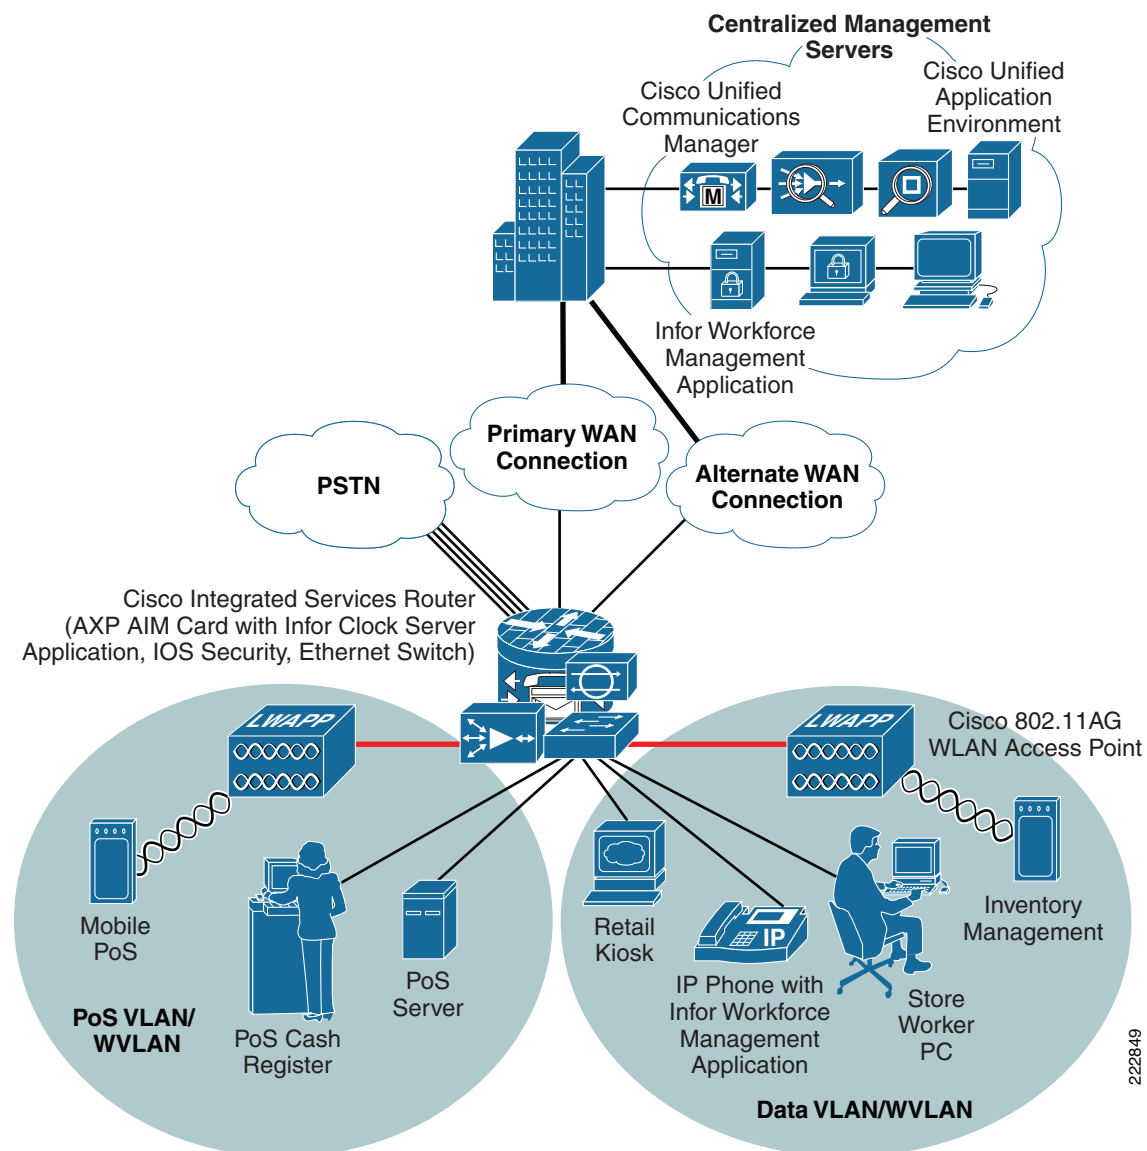 Centralized Management
Servers
Cisco Unified
Communications
Manager
Cisco Unified
Application
Environment
M
Infor Workforce
Management
Application
Primary WAN
Connection
Alternate WAN
Connection
PSTN
Cisco Integrated Services Router
(AXP AIM Card with Infor Clock Server
Application, IOS Security, Ethernet Switch)
LWAPP
LWAPP
Cisco 802.11AG
WLAN Access Point
Mobile
PoS
PoS Cash
Register
PoS
Server
PoS VLAN/
WVLAN
Retail
Kiosk
IP
IP Phone with
Infor Workforce
Management
Application
Store
Worker
PC
Inventory
Management
Data VLAN/WVLAN
222849